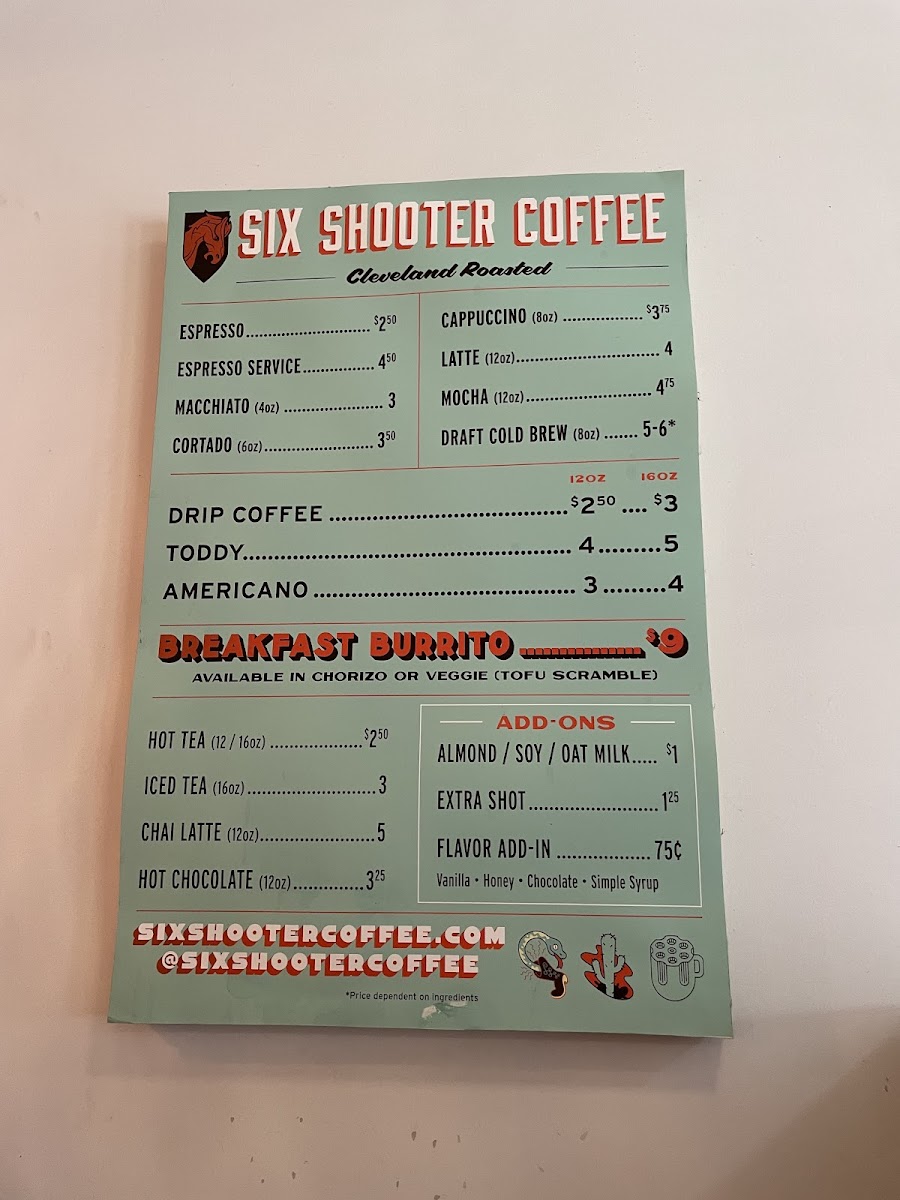 SIX SHOOTER COFFEE
Cleveland Roasted
ESPRESSO.............................. $2 50
ESPRESSO SERVICE................. 4 50
MACCHIATO (4oz) ........................ 3
CORTADO (6oz).......................... 3 50
CAPPUCCINO (8oz) ................... $3 75
LATTE (12oz)................................... 4
MOCHA (12oz).............................. 4 75
DRAFT COLD BREW (8oz) ....... 5-6*
12OZ 16OZ
DRIP COFFEE ................................$2 50 .... $3
TODDY............................................ 4.........5
AMERICANO ................................... 3.........4
BREAKFAST BURRITO ............... $9
AVAILABLE IN CHORIZO OR VEGGIE (TOFU SCRAMBLE)
HOT TEA (12 / 16oz) ...................$2 50
ICED TEA (16oz) ...........................3
CHAI LATTE (12oz)........................5
HOT CHOCOLATE (12oz)..............3 25
ADD-ONS
ALMOND / SOY / OAT MILK..... $1
EXTRA SHOT.......................... 1 25
FLAVOR ADD-IN ................... 75¢
Vanilla • Honey • Chocolate • Simple Syrup
SIXSHOOTERCOFFEE.COM
@SIXSHOOTERCOFFEE
*Price dependent on ingredients